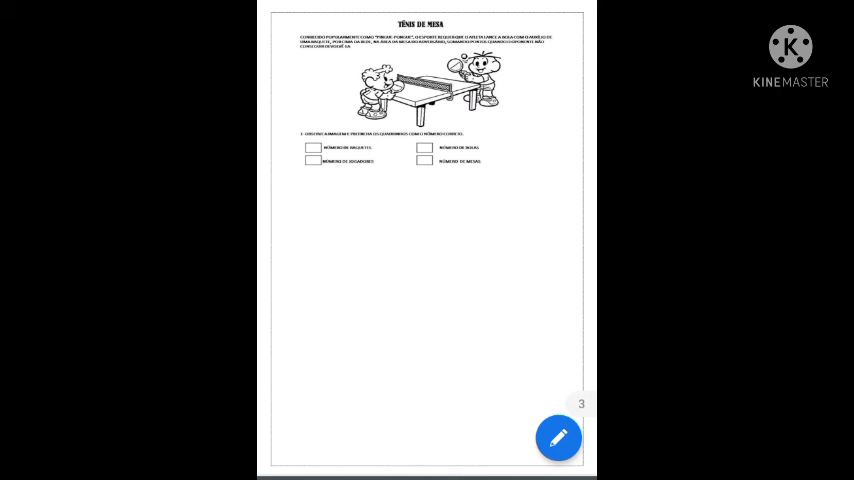 TÊNIS DE MESA
CONHECIDO POPULARMENTE COMO "PINGUE-PONGUE", O ESPORTE REQUER QUE O ATLETA LANCE A BOLA COM O AUXÍLIO DE
UMA RAQUETE, POR CIMA DA REDE, NA ÁREA DA MESA DO ADVERSÁRIO, SOMANDO PONTOS QUANDO O OPONENTE NÃO
CONSEGUIR DEVOLVÊ-LA.
1- OBSERVE A IMAGEM E PREENCHA OS QUADRINHOS COM O NÚMERO CORRETO.
NÚMERO DE RAQUETES. NÚMERO DE BOLAS
NÚMERO DE JOGADORES NÚMERO DE MESAS
3
K
KINEMASTER